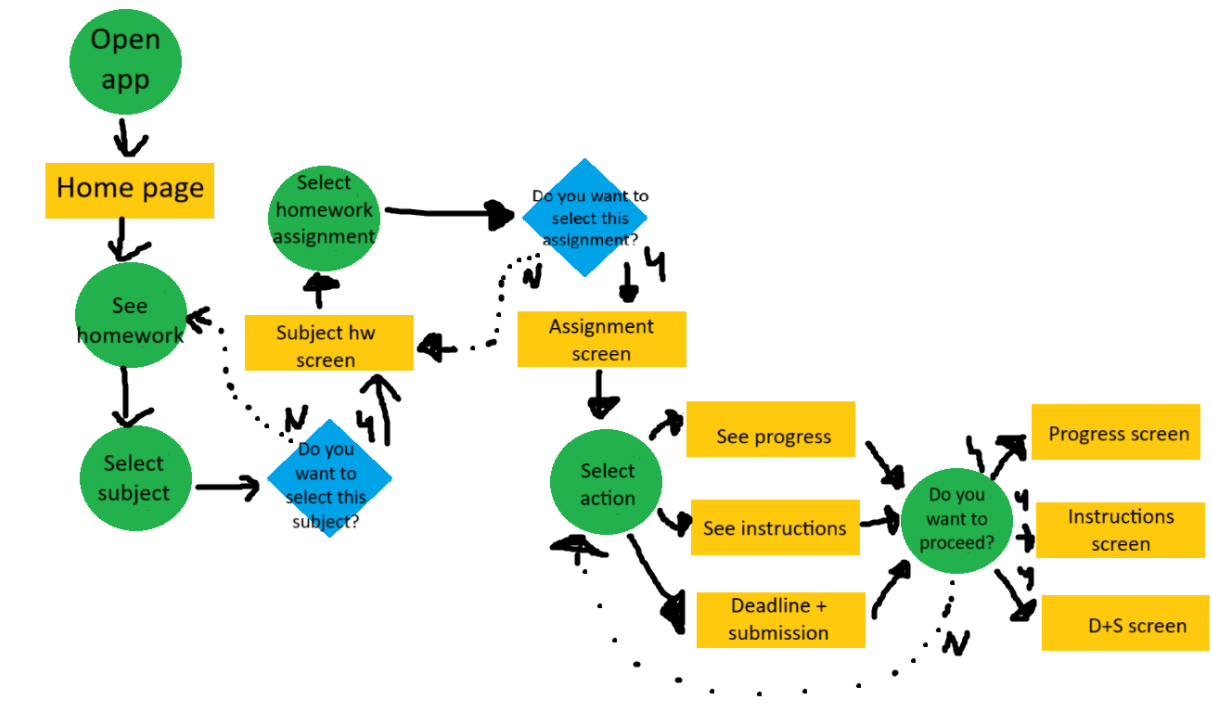 Open
app
Home page
See
homework
Select
subject
Do you
want to
select this
subject?
N
Y
Subject hw
screen
Select
homework
assignment
Do you want to
select this
assignment?
N
Y
Assignment
screen
Select
action
See progress
See instructions
Deadline +
submission
Do you
want to
proceed?
Y
Y
Y
N
Progress screen
Instructions
screen
D+S screen